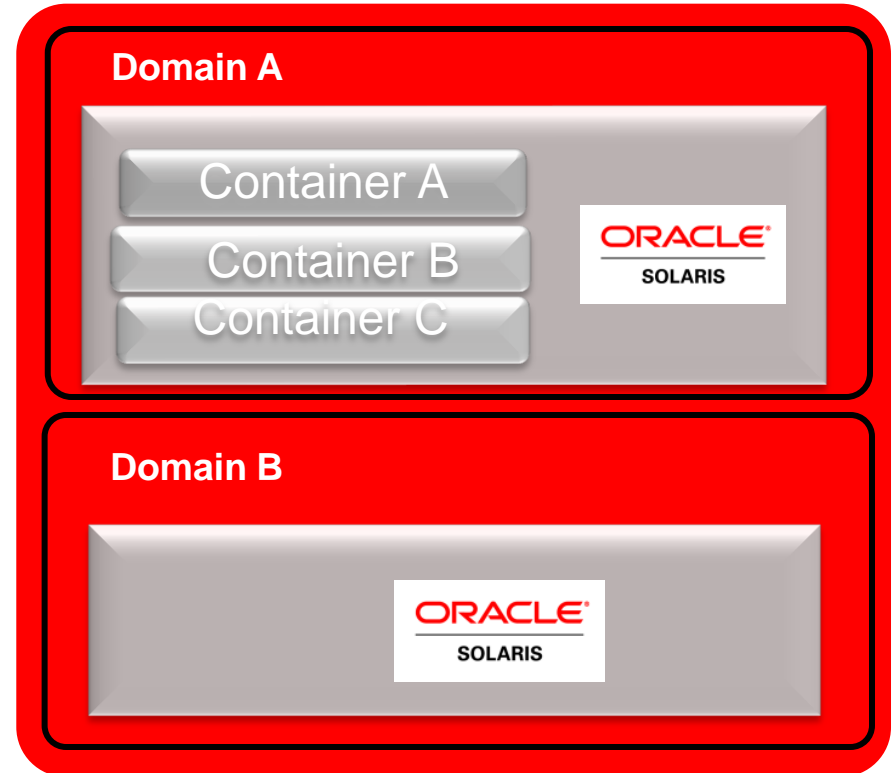 Domain A
Container A
Container B
Container C
ORACLE®
SOLARIS
Domain B
ORACLE®
SOLARIS